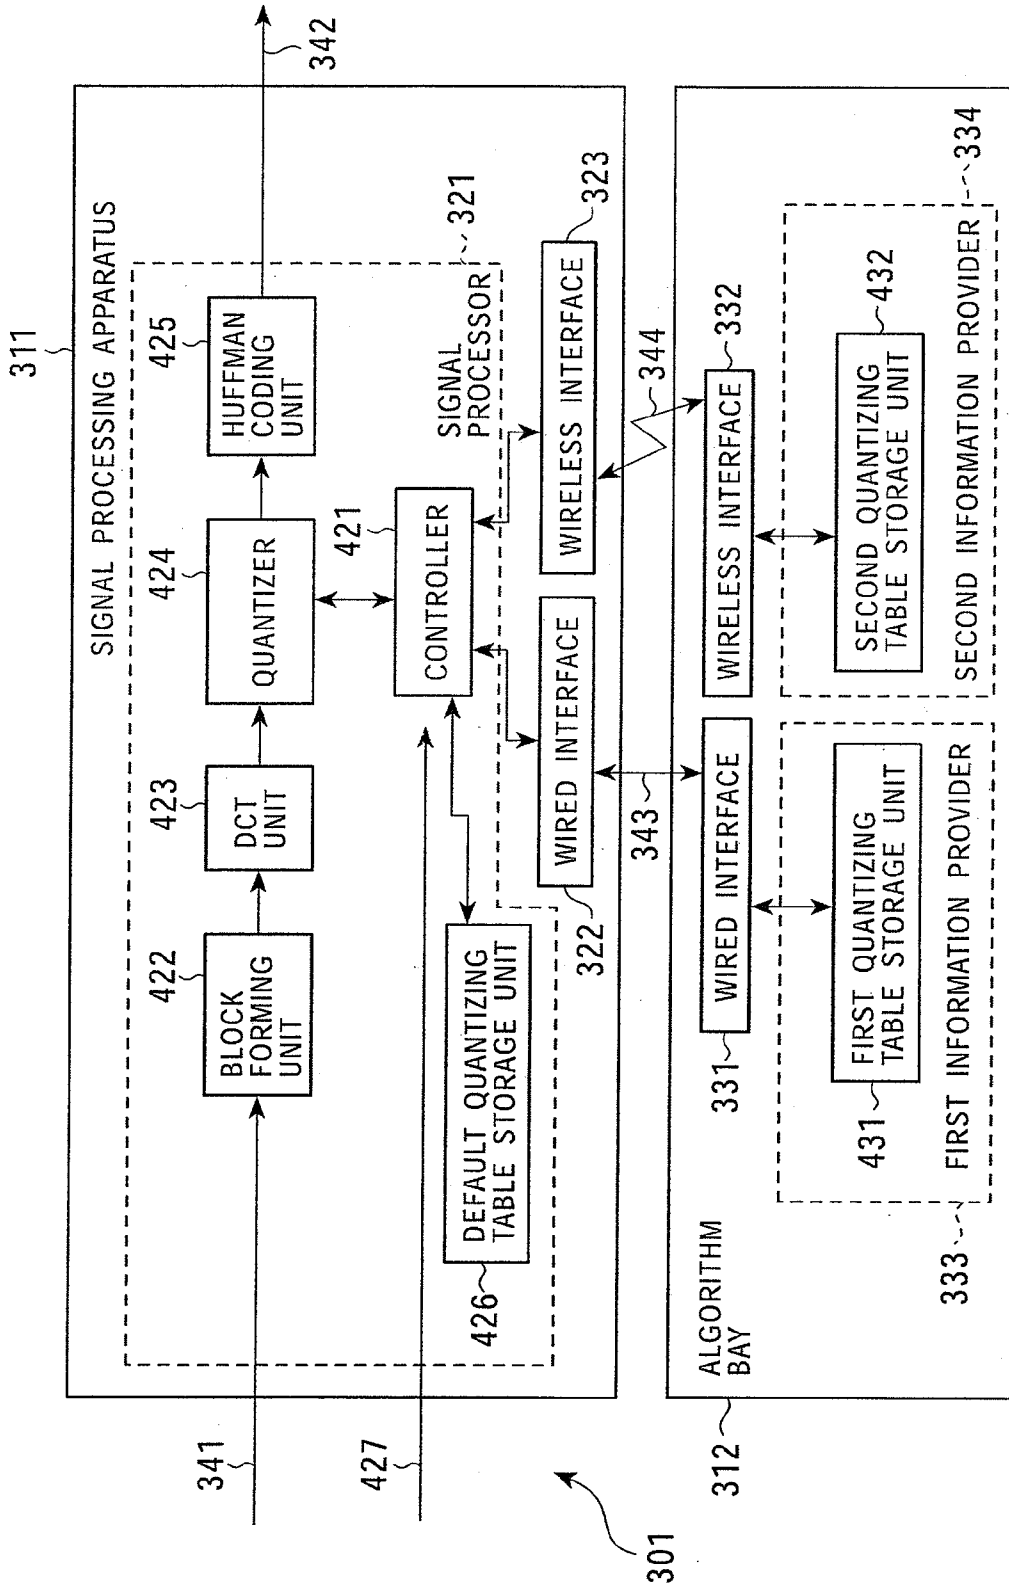 311
SIGNAL PROCESSING APPARATUS
342
422
BLOCK
FORMING
UNIT
423
DCT
UNIT
424
QUANTIZER
425
HUFFMAN
CODING
UNIT
341
421
CONTROLLER
SIGNAL
PROCESSOR
321
427
426
DEFAULT QUANTIZING
TABLE STORAGE UNIT
322
WIRED INTERFACE
WIRELESS INTERFACE
323
343
344
301
312
ALGORITHM
BAY
331
WIRED INTERFACE
WIRELESS INTERFACE
332
431
FIRST QUANTIZING
TABLE STORAGE UNIT
SECOND QUANTIZING
TABLE STORAGE UNIT
432
333
FIRST INFORMATION PROVIDER
SECOND INFORMATION PROVIDER
334